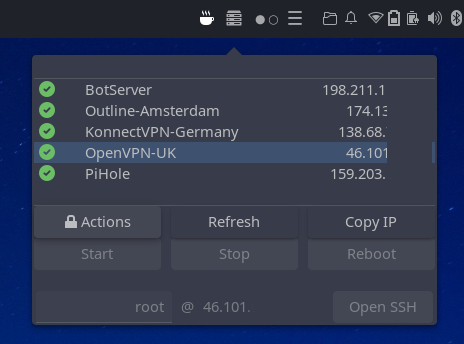 BotServer 198.211.1
Outline-Amsterdam 174.13
KonnectVPN-Germany 138.68.
OpenVPN-UK 46.101
PiHole 159.203.
Actions Refresh Copy IP
Start Stop Reboot
root @ 46.101. Open SSH